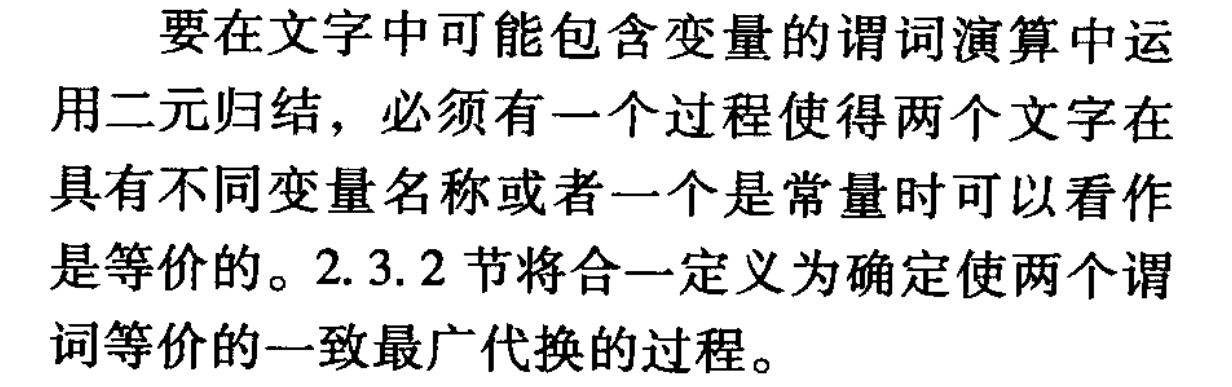 要在文字中可能包含变量的谓词演算中运
用二元归结，必须有一个过程使得两个文字在
具有不同变量名称或者一个是常量时可以看作
是等价的。2.3.2 节将合一定义为确定使两个谓
词等价的一致最广代换的过程。